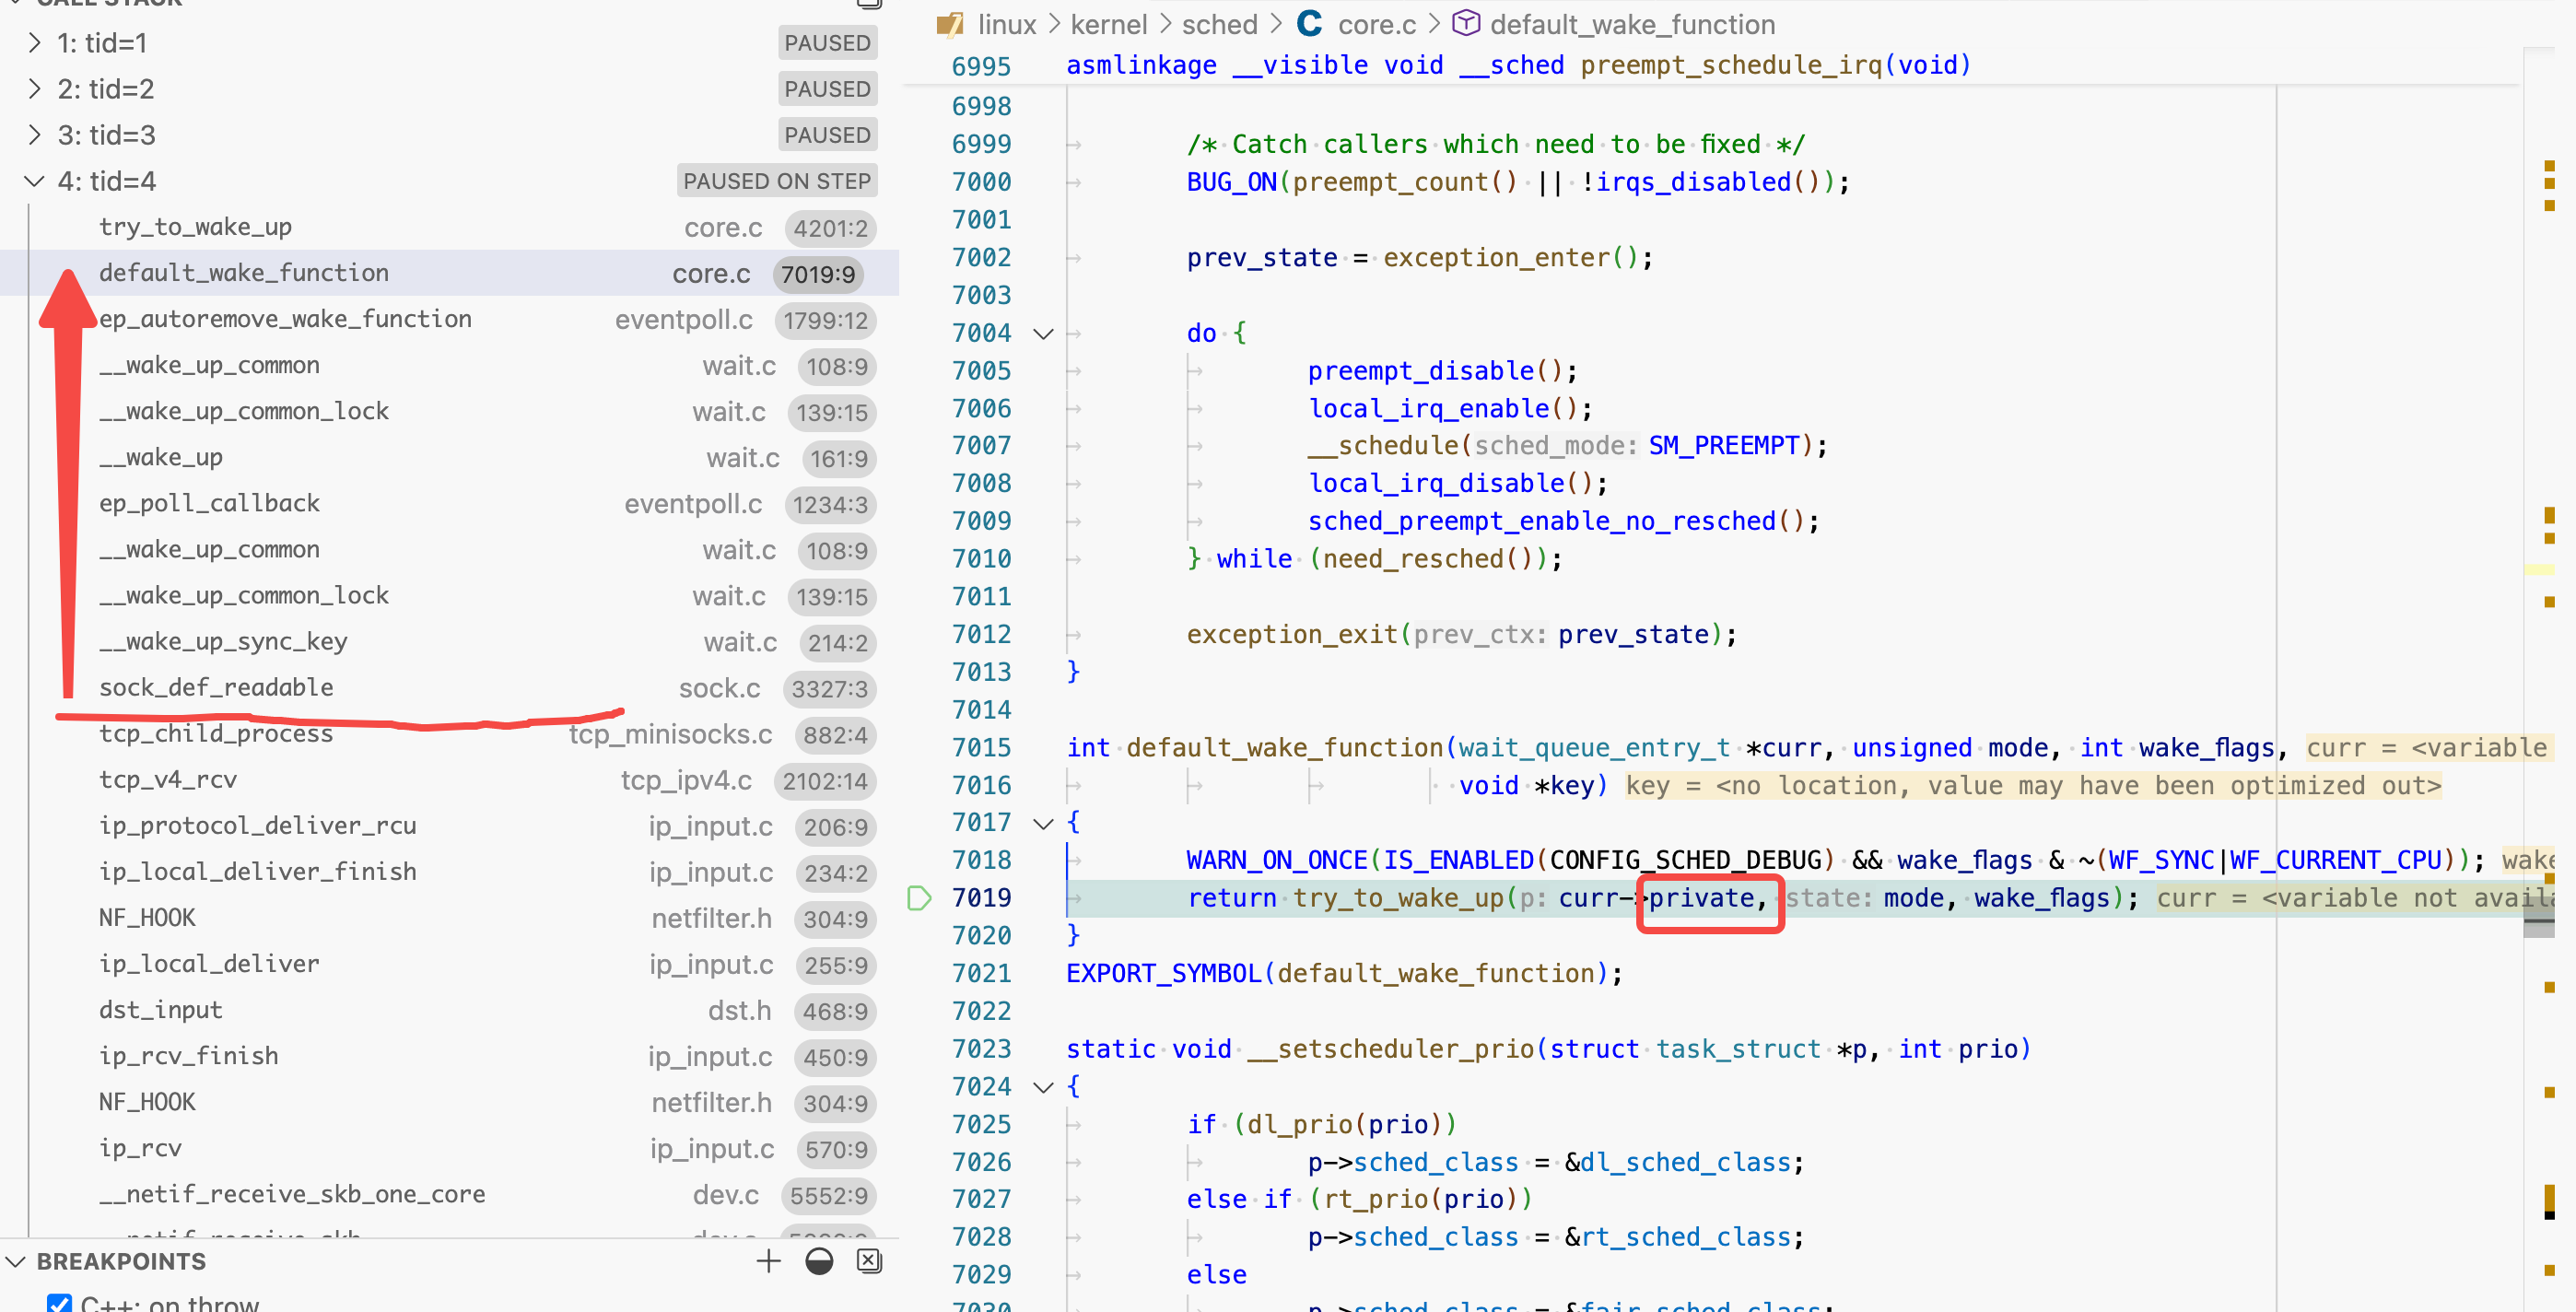 CALL STACK
1: tid=1 PAUSED
2: tid=2 PAUSED
3: tid=3 PAUSED
4: tid=4 PAUSED ON STEP
try_to_wake_up core.c 4201:2
default_wake_function core.c 7019:9
ep_autoremove_wake_function eventpoll.c 1799:12
__wake_up_common wait.c 108:9
__wake_up_common_lock wait.c 139:15
__wake_up wait.c 161:9
ep_poll_callback eventpoll.c 1234:3
__wake_up_common wait.c 108:9
__wake_up_common_lock wait.c 139:15
__wake_up_sync_key wait.c 214:2
sock_def_readable sock.c 3327:3
tcp_child_process tcp_minisocks.c 882:4
tcp_v4_rcv tcp_ipv4.c 2102:14
ip_protocol_deliver_rcu ip_input.c 206:9
ip_local_deliver_finish ip_input.c 234:2
NF_HOOK netfilter.h 304:9
ip_local_deliver ip_input.c 255:9
dst_input dst.h 468:9
ip_rcv_finish ip_input.c 450:9
NF_HOOK netfilter.h 304:9
ip_rcv ip_input.c 570:9
__netif_receive_skb_one_core dev.c 5552:9
BREAKPOINTS
C++: on throw
linux > kernel > sched > C core.c > default_wake_function
6995 asmlinkage __visible void __sched preempt_schedule_irq(void)
6998
6999 /* Catch callers which need to be fixed */
7000 BUG_ON(preempt_count() || !irqs_disabled());
7001
7002 prev_state = exception_enter();
7003
7004 do {
7005 preempt_disable();
7006 local_irq_enable();
7007 __schedule(sched_mode: SM_PREEMPT);
7008 local_irq_disable();
7009 sched_preempt_enable_no_resched();
7010 } while (need_resched());
7011
7012 exception_exit(prev_ctx: prev_state);
7013 }
7014
7015 int default_wake_function(wait_queue_entry_t *curr, unsigned mode, int wake_flags, curr = <variable
7016 void *key) key = <no location, value may have been optimized out>
7017 {
7018 WARN_ON_ONCE(IS_ENABLED(CONFIG_SCHED_DEBUG) && wake_flags & ~(WF_SYNC|WF_CURRENT_CPU)); wake
7019 return try_to_wake_up(p: curr->private, state: mode, wake_flags); curr = <variable not availa
7020 }
7021 EXPORT_SYMBOL(default_wake_function);
7022
7023 static void __setscheduler_prio(struct task_struct *p, int prio)
7024 {
7025 if (dl_prio(prio))
7026 p->sched_class = &dl_sched_class;
7027 else if (rt_prio(prio))
7028 p->sched_class = &rt_sched_class;
7029 else
7030 p->sched_class = &fair_sched_class;